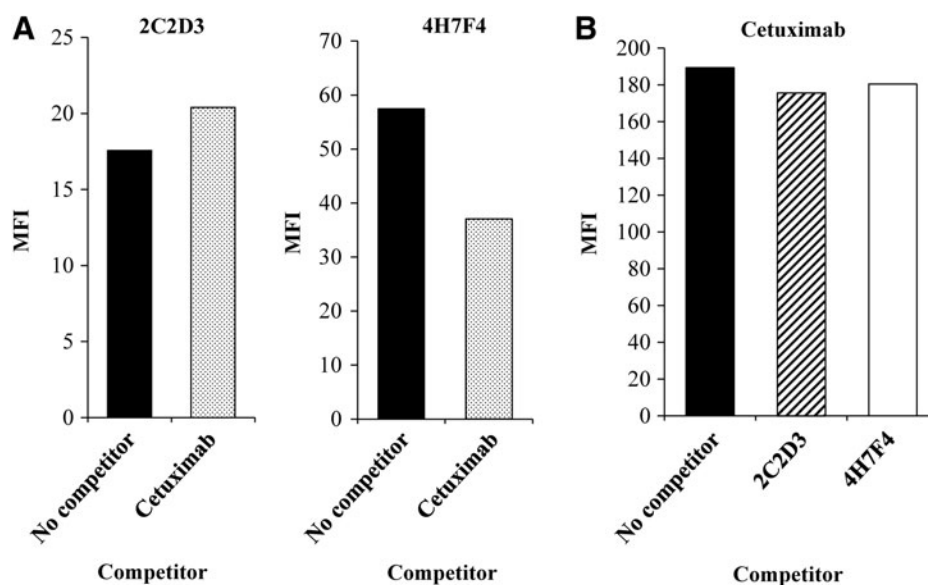 A
2C2D3
25
20
15
10
5
0
MFI
No competitor
Cetuximab
Competitor
4H7F4
70
60
50
40
30
20
10
0
MFI
No competitor
Cetuximab
Competitor
B
Cetuximab
200
180
160
140
120
100
80
60
40
20
0
MFI
No competitor
2C2D3
4H7F4
Competitor